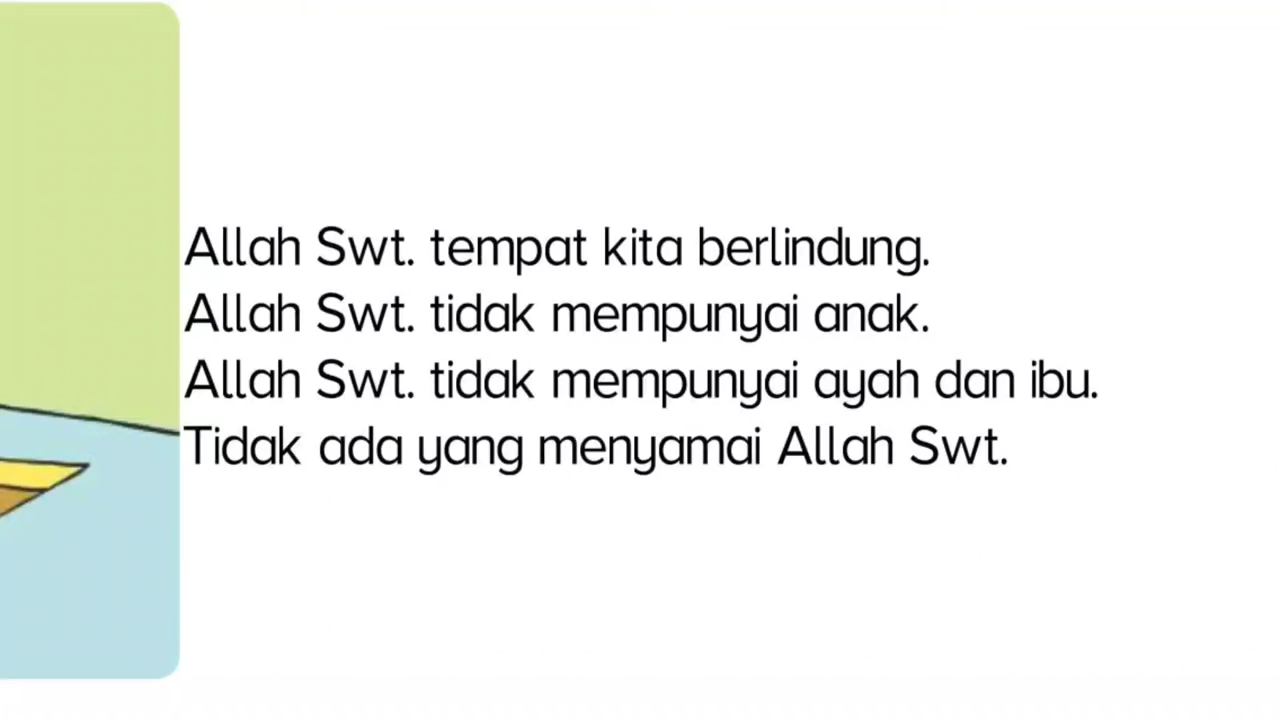 Allah Swt. tempat kita berlindung.
Allah Swt. tidak mempunyai anak.
Allah Swt. tidak mempunyai ayah dan ibu.
Tidak ada yang menyamai Allah Swt.